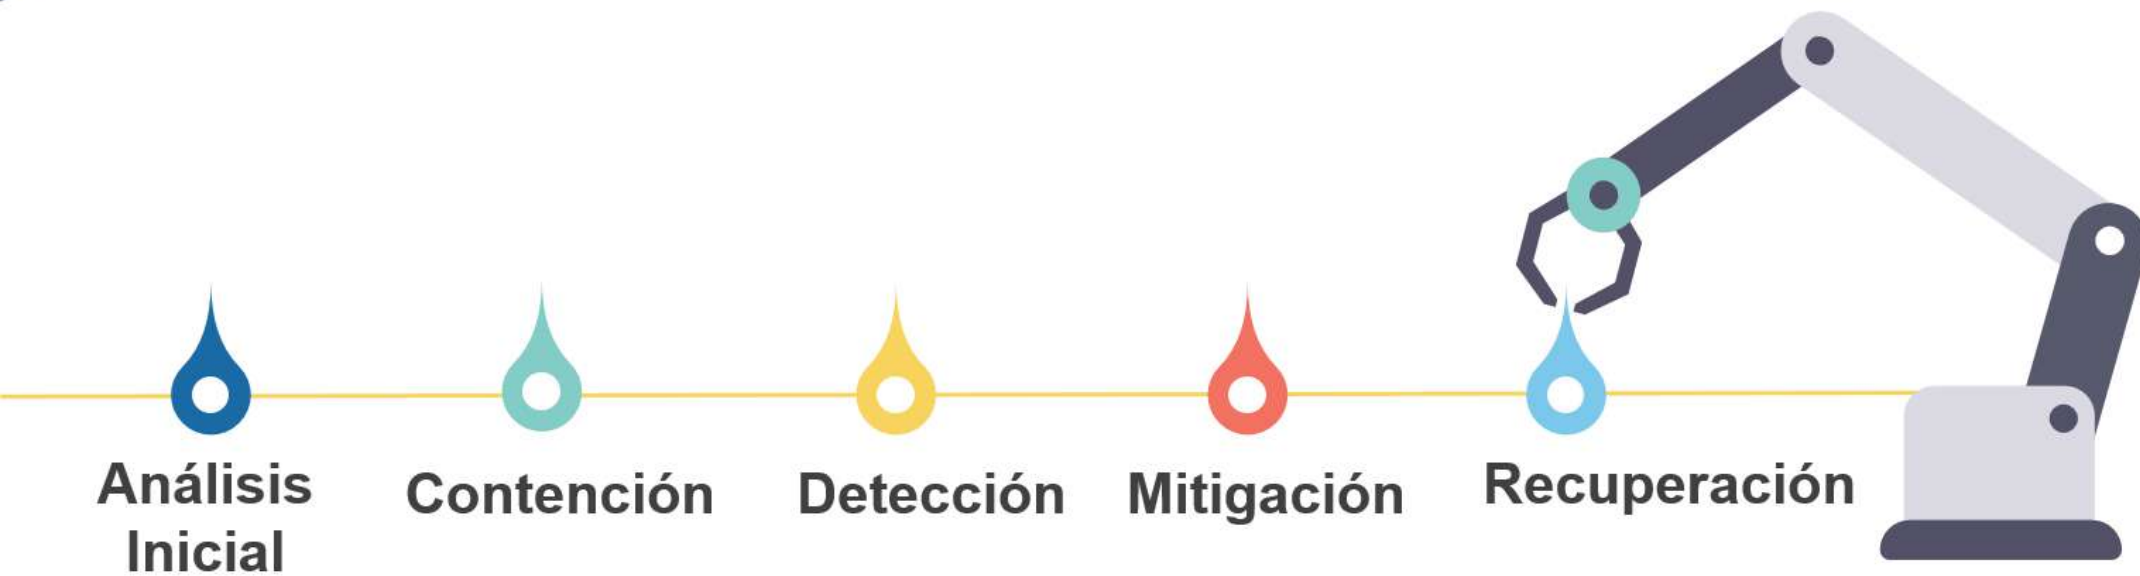 Análisis
Inicial
Contención
Detección
Mitigación
Recuperación